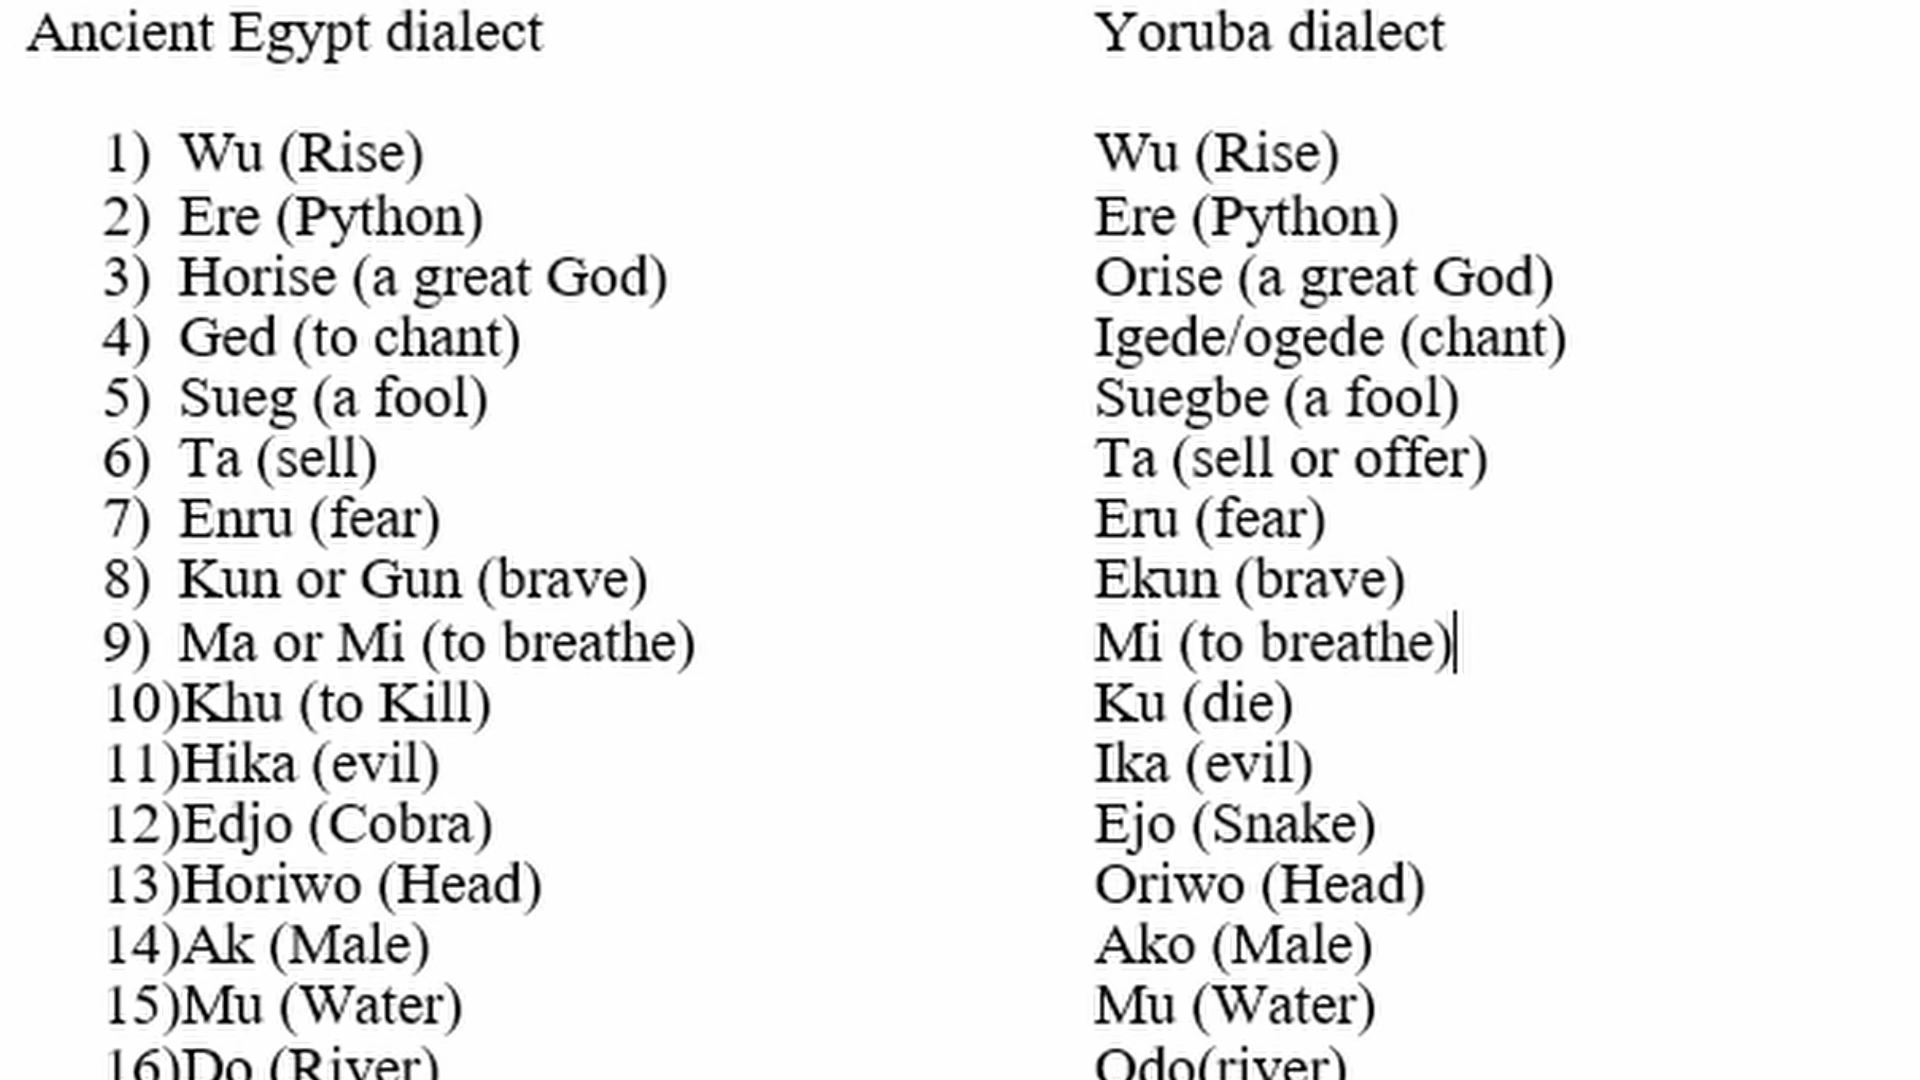 Ancient Egypt dialect Yoruba dialect
1) Wu (Rise) Wu (Rise)
2) Ere (Python) Ere (Python)
3) Horise (a great God) Orise (a great God)
4) Ged (to chant) Igede/ogede (chant)
5) Sueg (a fool) Suegbe (a fool)
6) Ta (sell) Ta (sell or offer)
7) Enru (fear) Eru (fear)
8) Kun or Gun (brave) Ekun (brave)
9) Ma or Mi (to breathe) Mi (to breathe)
10)Khu (to Kill) Ku (die)
11)Hika (evil) Ika (evil)
12)Edjo (Cobra) Ejo (Snake)
13)Horiwo (Head) Oriwo (Head)
14)Ak (Male) Ako (Male)
15)Mu (Water) Mu (Water)
16)Do (River) Odo(river)